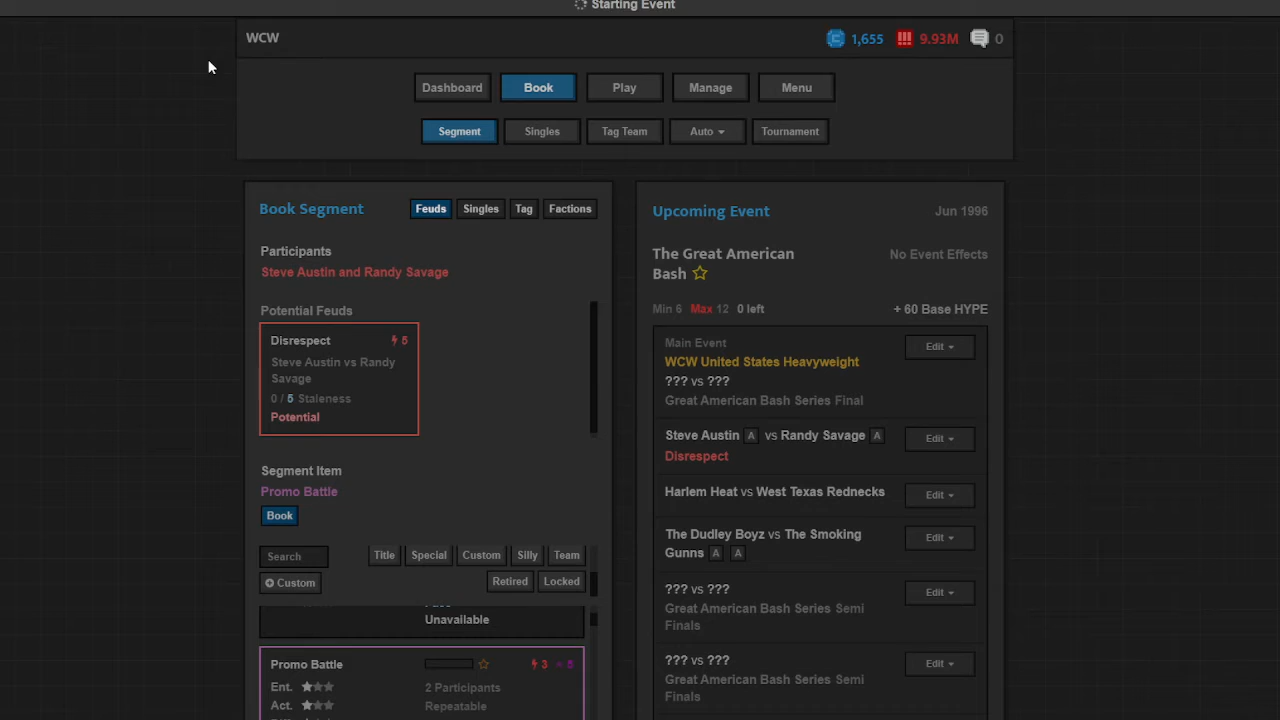 Starting Event
WCW
1,655
9.93M
0
Dashboard
Book
Play
Manage
Menu
Segment
Singles
Tag Team
Auto
Tournament
Book Segment
Feuds
Singles
Tag
Factions
Participants
Steve Austin and Randy Savage
Potential Feuds
Disrespect
5
Steve Austin vs Randy
Savage
0 / 5 Staleness
Potential
Segment Item
Promo Battle
Book
Search
Title
Special
Custom
Silly
Team
Custom
Retired
Locked
Unavailable
Promo Battle
3
5
Ent.
2 Participants
Act.
Repeatable
Upcoming Event
Jun 1996
The Great American
Bash
No Event Effects
Min 6 Max 12 0 left
+ 60 Base HYPE
Main Event
Edit
WCW United States Heavyweight
??? vs ???
Great American Bash Series Final
Steve Austin A vs Randy Savage A
Edit
Disrespect
Harlem Heat vs West Texas Rednecks
Edit
The Dudley Boyz vs The Smoking
Gunns A A
Edit
??? vs ???
Edit
Great American Bash Series Semi
Finals
??? vs ???
Edit
Great American Bash Series Semi
Finals